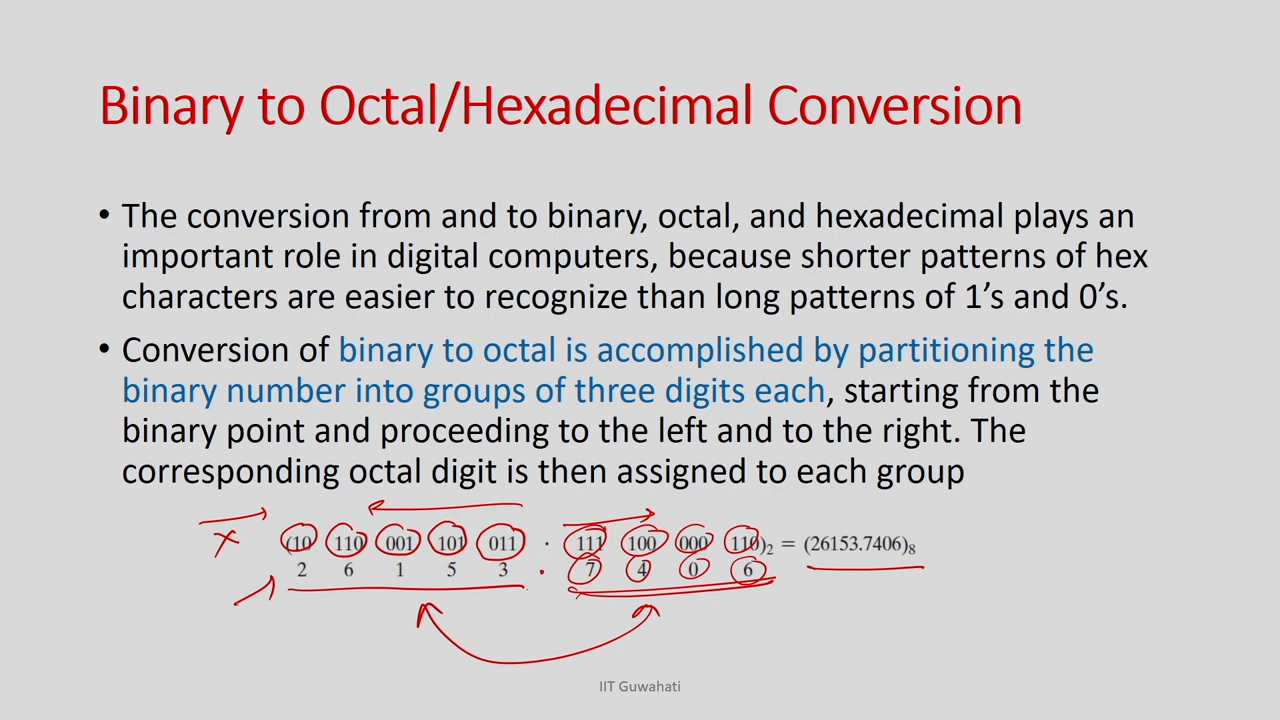 Binary to Octal/Hexadecimal Conversion
• The conversion from and to binary, octal, and hexadecimal plays an
important role in digital computers, because shorter patterns of hex
characters are easier to recognize than long patterns of 1’s and 0’s.
• Conversion of binary to octal is accomplished by partitioning the
binary number into groups of three digits each, starting from the
binary point and proceeding to the left and to the right. The
corresponding octal digit is then assigned to each group
(10 110 001 101 011 · 111 100 000 110)₂ = (26153.7406)₈
2 6 1 5 3 . 7 4 0 6
IIT Guwahati